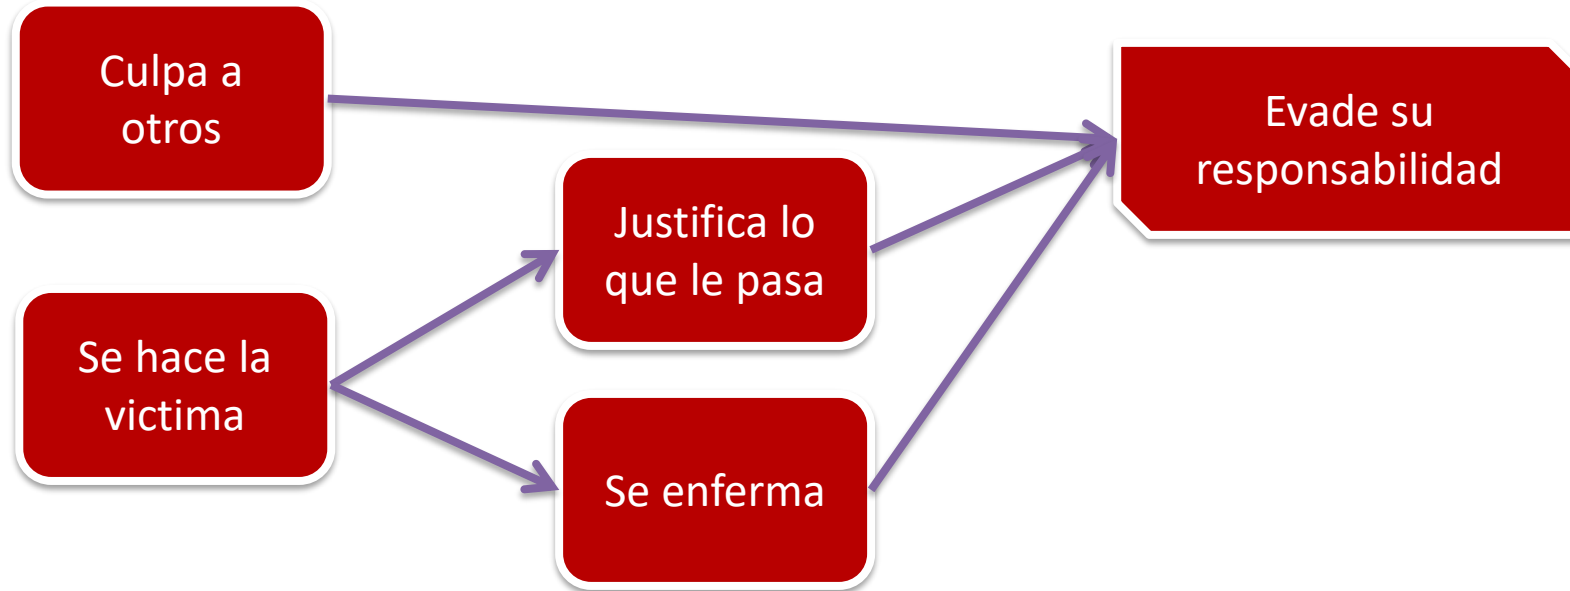 Culpa a
otros
Evade su
responsabilidad
Justifica lo
que le pasa
Se hace la
victima
Se enferma